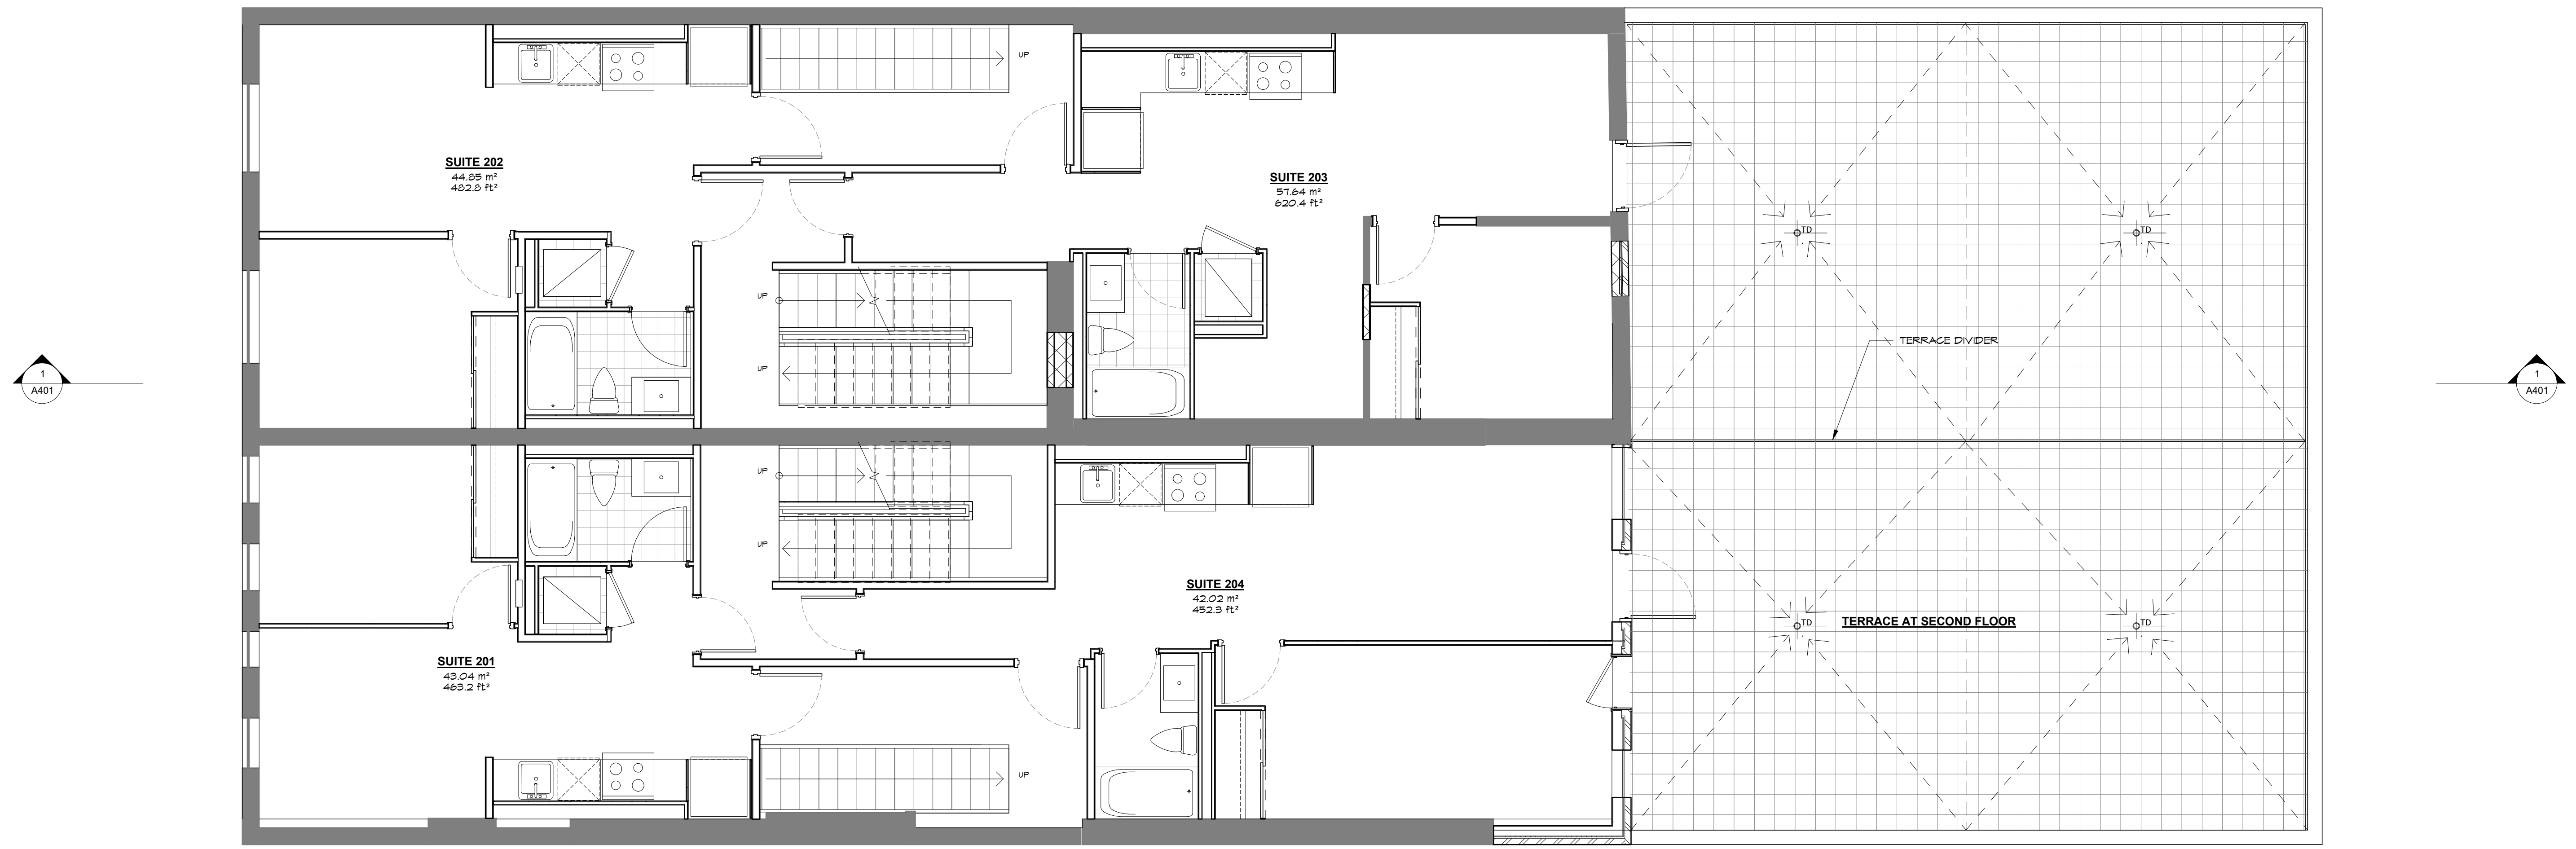 UP
SUITE 202
44.85 m²
482.8 ft²
SUITE 203
57.64 m²
620.4 ft²
TD
TD
UP
TERRACE DIVIDER
UP
1
A401
1
A401
UP
UP
SUITE 204
42.02 m²
452.3 ft²
TD
TD
TERRACE AT SECOND FLOOR
SUITE 201
43.04 m²
463.2 ft²
UP